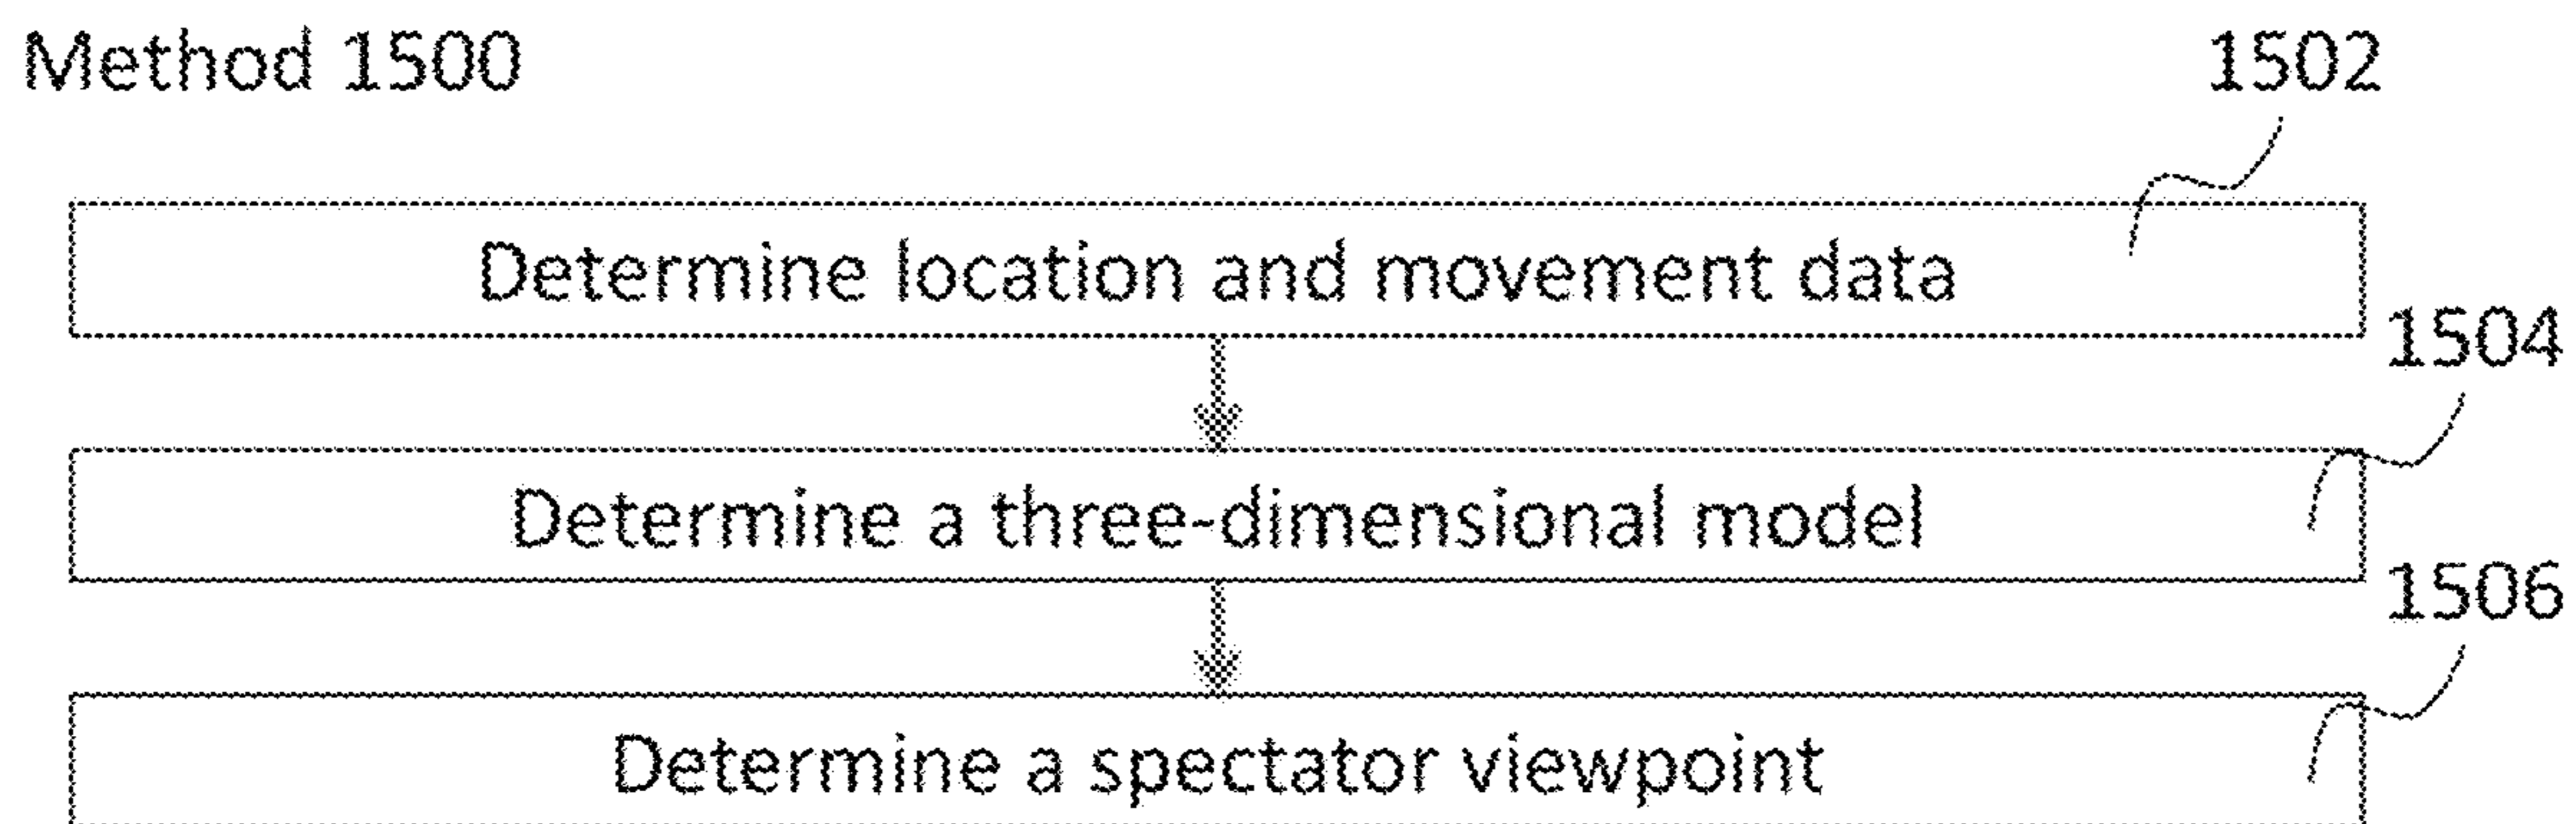 Method 1500
1502
Determine location and movement data
1504
Determine a three-dimensional model
1506
Determine a spectator viewpoint